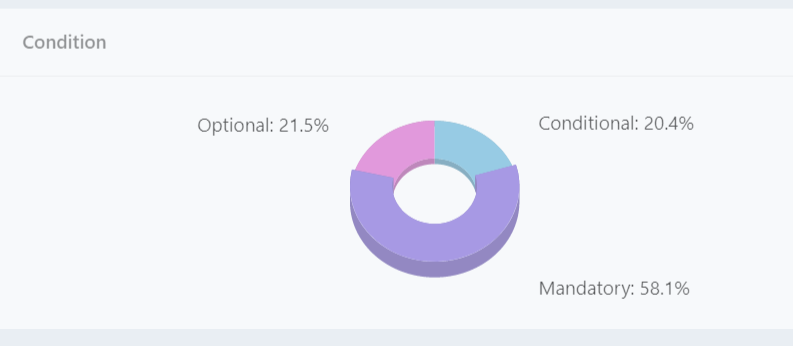 Condition
Optional: 21.5%
Conditional: 20.4%
Mandatory: 58.1%